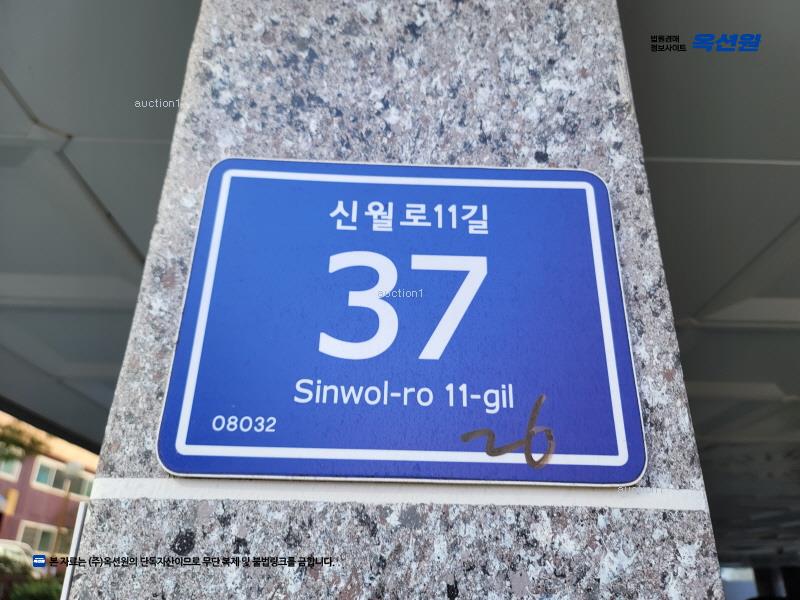 법원경매
정보사이트 옥션원
auction1
신월로11길
37
auction1
Sinwol-ro 11-gil
08032
26
auction1
본 자료는 (주)옥션원의 단독자산이므로 무단 복제 및 불법링크를 금합니다.